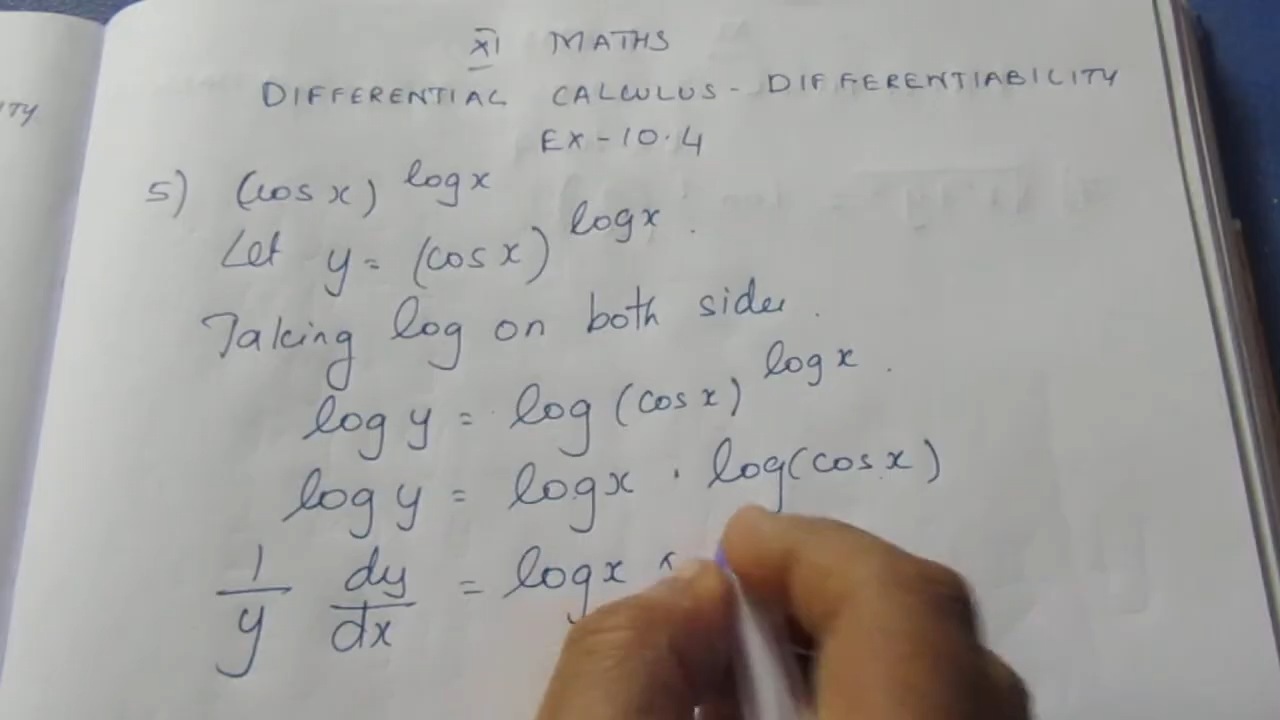 ITY
XI MATHS
DIFFERENTIAL CALCULUS - DIFFERENTIABILITY
EX - 10.4
5) (cos x)^log x
Let y = (cos x)^log x.
Taking log on both sides.
log y = log (cos x)^log x.
log y = log x . log(cos x)
1/y dy/dx = log x